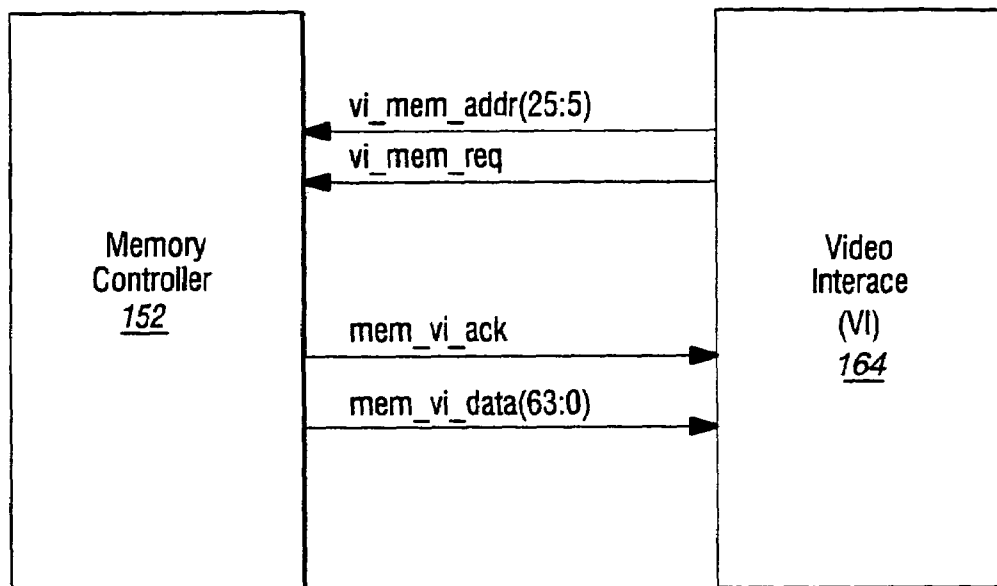 vi_mem_addr(25:5)
vi_mem_req
Memory
Controller
152
mem_vi_ack
mem_vi_data(63:0)
Video
Interace
(VI)
164